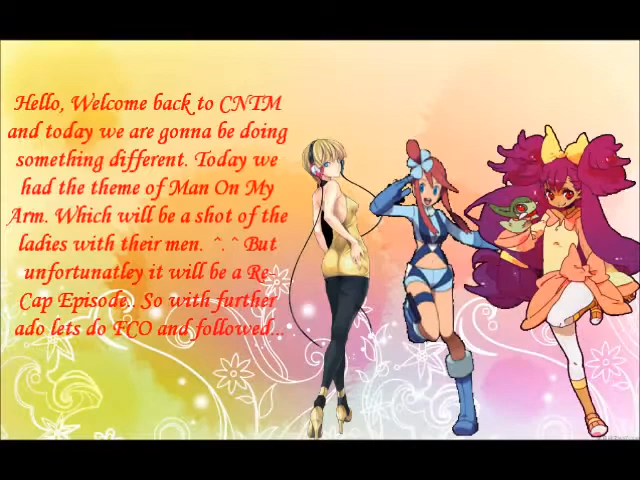 Hello, Welcome back to CNTM
and today we are gonna be doing
something different. Today we
had the theme of Man On My
Arm. Which will be a shot of the
ladies with their men. ^.^ But
unfortunatley it will be a Re-
Cap Episode.. So with further
ado lets do FCO and followed...